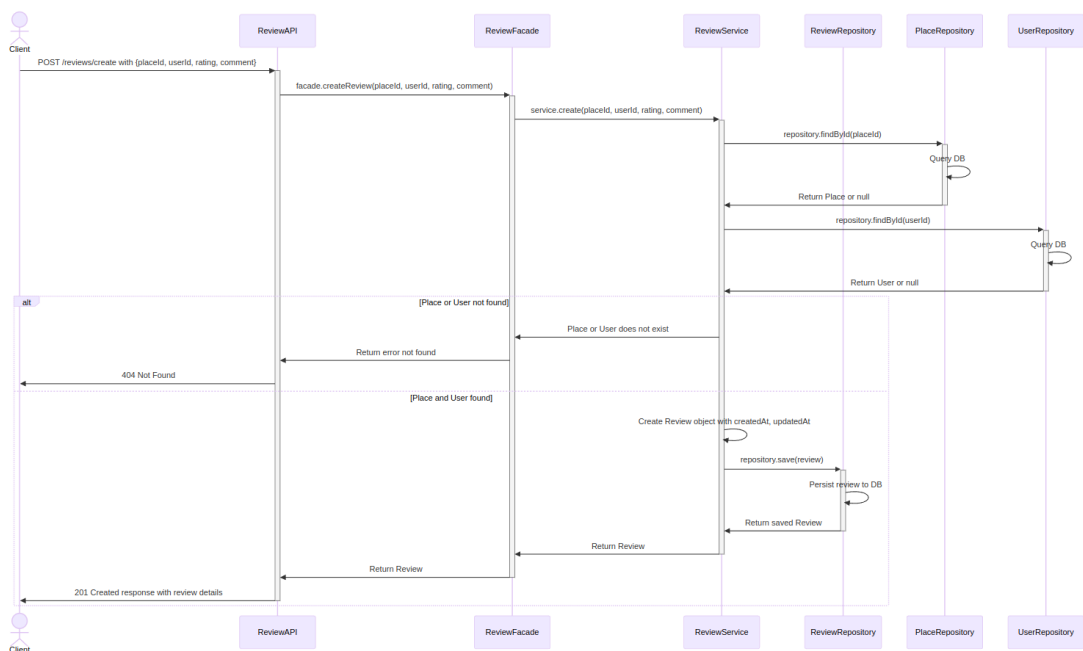 Client
ReviewAPI
ReviewFacade
ReviewService
ReviewRepository
PlaceRepository
UserRepository
POST /reviews/create with {placeId, userId, rating, comment}
facade.createReview(placeId, userId, rating, comment)
service.create(placeId, userId, rating, comment)
repository.findById(placeId)
Query DB
Return Place or null
repository.findById(userId)
Query DB
Return User or null
alt
[Place or User not found]
Place or User does not exist
Return error not found
404 Not Found
[Place and User found]
Create Review object with createdAt, updatedAt
repository.save(review)
Persist review to DB
Return saved Review
Return Review
Return Review
201 Created response with review details
Client
ReviewAPI
ReviewFacade
ReviewService
ReviewRepository
PlaceRepository
UserRepository